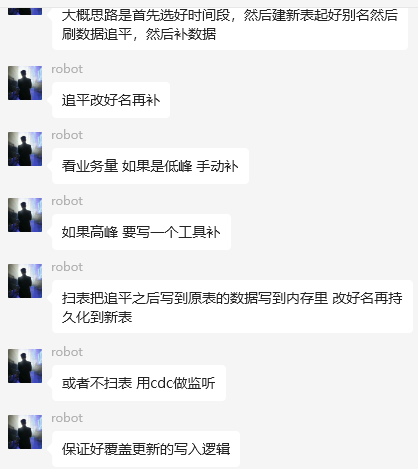 大概思路是首先选好时间段，然后建新表起好别名然后
刷数据追平，然后补数据
robot
追平改好名再补
robot
看业务量 如果是低峰 手动补
robot
如果高峰 要写一个工具补
robot
扫表把追平之后写到原表的数据写到内存里 改好名再持
久化到新表
robot
或者不扫表 用cdc做监听
robot
保证好覆盖更新的写入逻辑